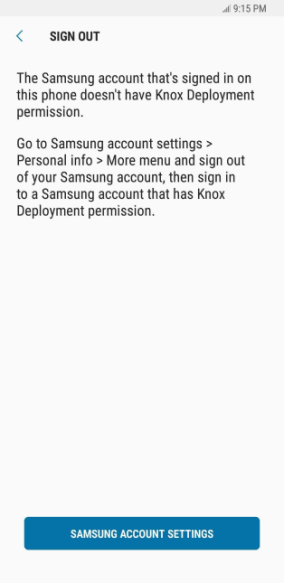 9:15 PM
SIGN OUT
The Samsung account that's signed in on
this phone doesn't have Knox Deployment
permission.
Go to Samsung account settings >
Personal info > More menu and sign out
of your Samsung account, then sign in
to a Samsung account that has Knox
Deployment permission.
SAMSUNG ACCOUNT SETTINGS